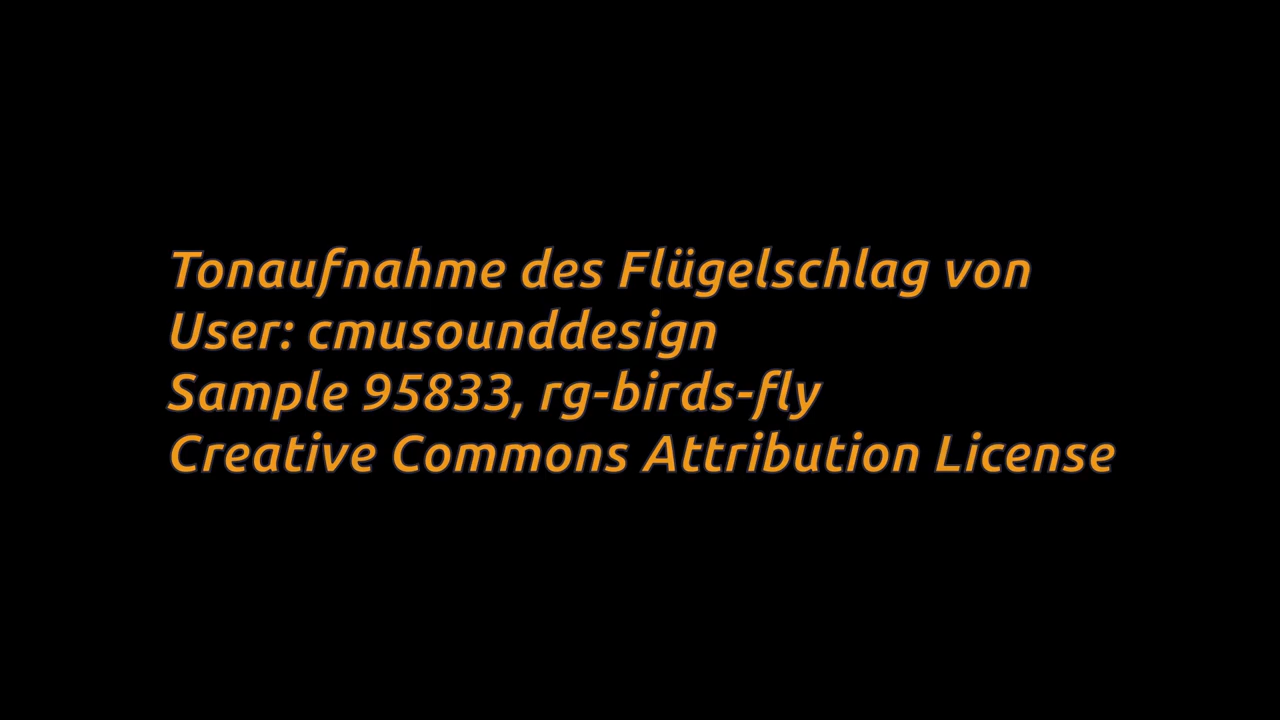 Tonaufnahme des Flügelschlag von
User: cmusounddesign
Sample 95833, rg-birds-fly
Creative Commons Attribution License